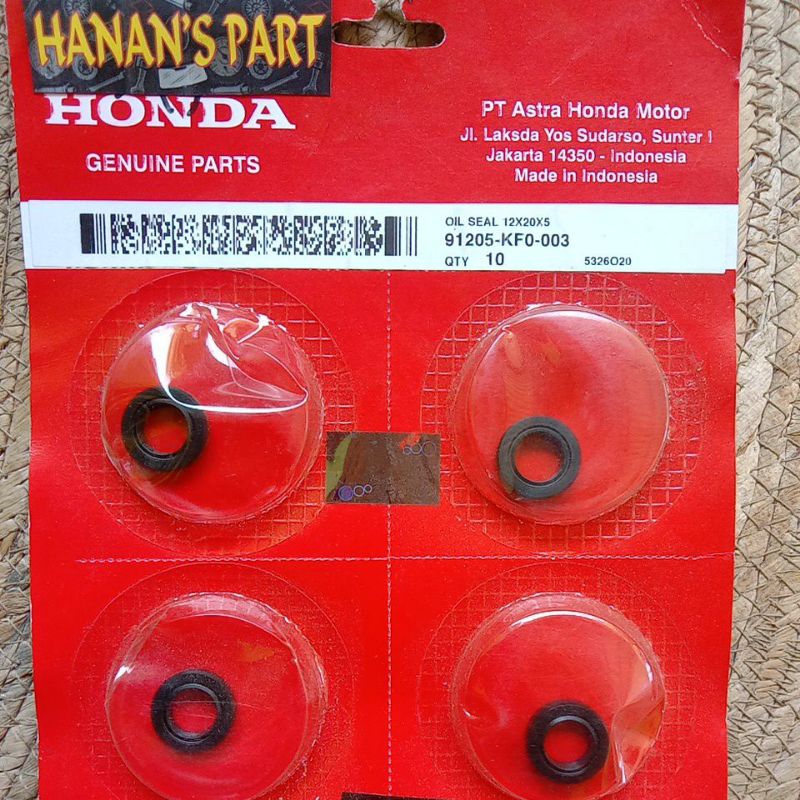 HANAN'S PART
HONDA
GENUINE PARTS
PT Astra Honda Motor
Jl. Laksda Yos Sudarso, Sunter I
Jakarta 14350 - Indonesia
Made in Indonesia
OIL SEAL 12X20X5
91205-KF0-003
QTY 10 5326O20